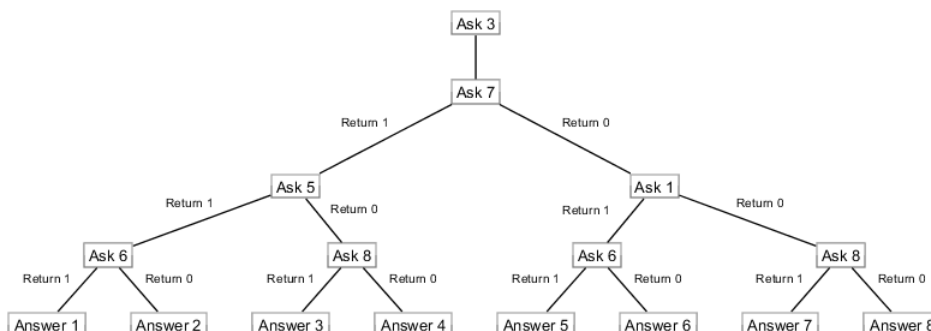 Ask 3
Ask 7
Return 1 Return 0
Ask 5 Ask 1
Return 1 Return 0 Return 1 Return 0
Ask 6 Ask 8 Ask 6 Ask 8
Return 1 Return 0 Return 1 Return 0 Return 1 Return 0 Return 1 Return 0
Answer 1 Answer 2 Answer 3 Answer 4 Answer 5 Answer 6 Answer 7 Answer 8